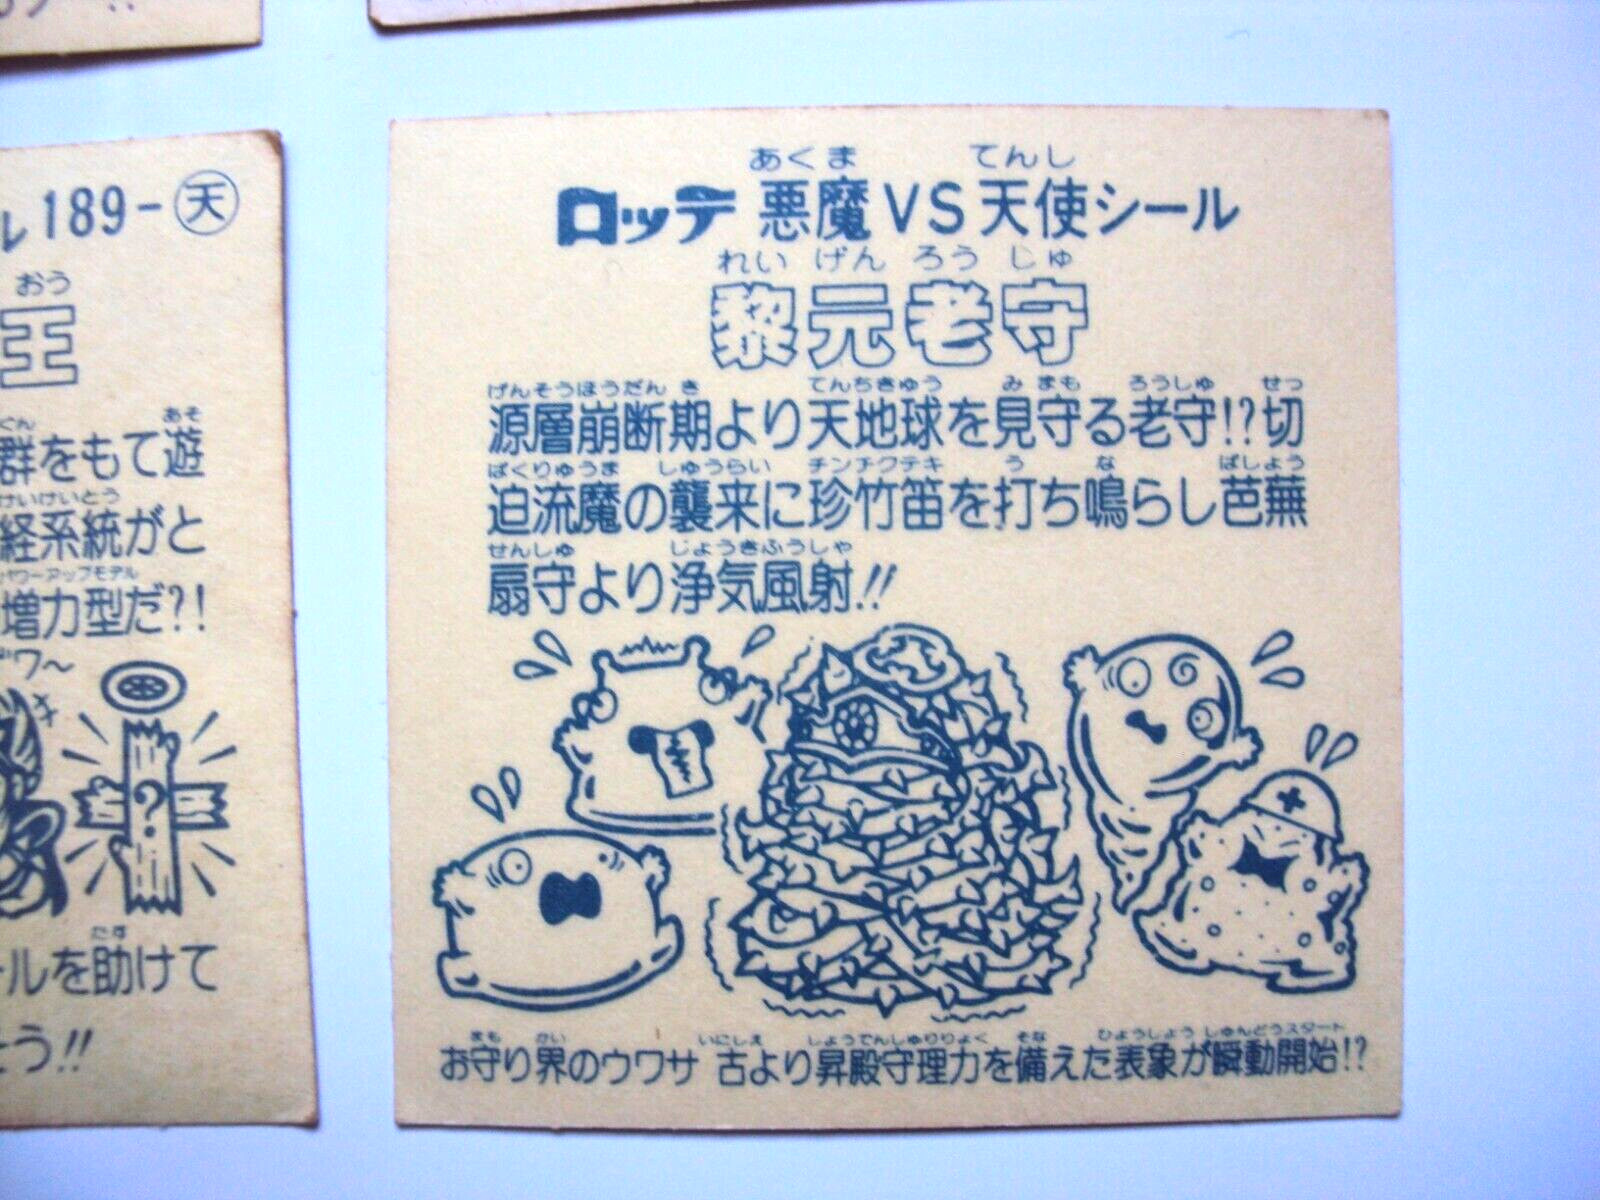 ル 189-天
おう
王
ぐん あそ
群をもて遊
けいけいとう
経系統がと
パワーアップモデル
増力型だ?!
たす
ールを助けて
そう!!
あくま てんし
ロッテ 悪魔VS天使シール
れい げん ろう しゅ
黎元老守
げんそうほうだん き てんちきゅう み まも ろうしゅ せっ
源層崩断期より天地球を見守る老守!?切
ぱくりゅうま しゅうらい チンチクテキ う な ばしょう
迫流魔の襲来に珍竹笛を打ち鳴らし芭蕪
せんしゅ じょうきふうしゃ
扇守より浄気風射!!
まも かい いにしえ しょうでんしゅりりょく そな ひょうしょう しゅんどうスタート
お守り界のウワサ 古より昇殿守理力を備えた表象が瞬動開始!?